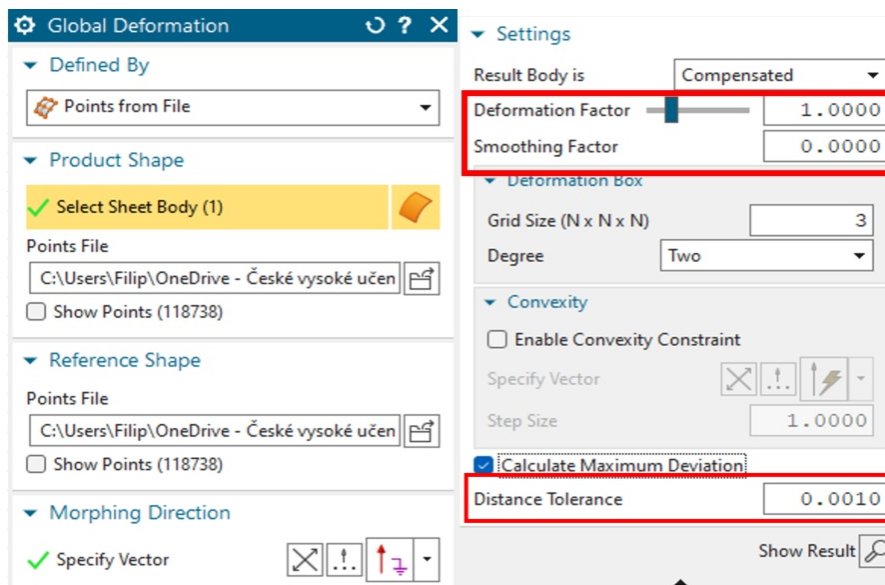 Global Deformation
Defined By
Points from File
Product Shape
Select Sheet Body (1)
Points File
C:\Users\Filip\OneDrive - České vysoké učen
Show Points (118738)
Reference Shape
Points File
C:\Users\Filip\OneDrive - České vysoké učen
Show Points (118738)
Morphing Direction
Specify Vector
Settings
Result Body is Compensated
Deformation Factor 1.0000
Smoothing Factor 0.0000
Deformation Box
Grid Size (N x N x N) 3
Degree Two
Convexity
Enable Convexity Constraint
Specify Vector
Step Size 1.0000
Calculate Maximum Deviation
Distance Tolerance 0.0010
Show Result